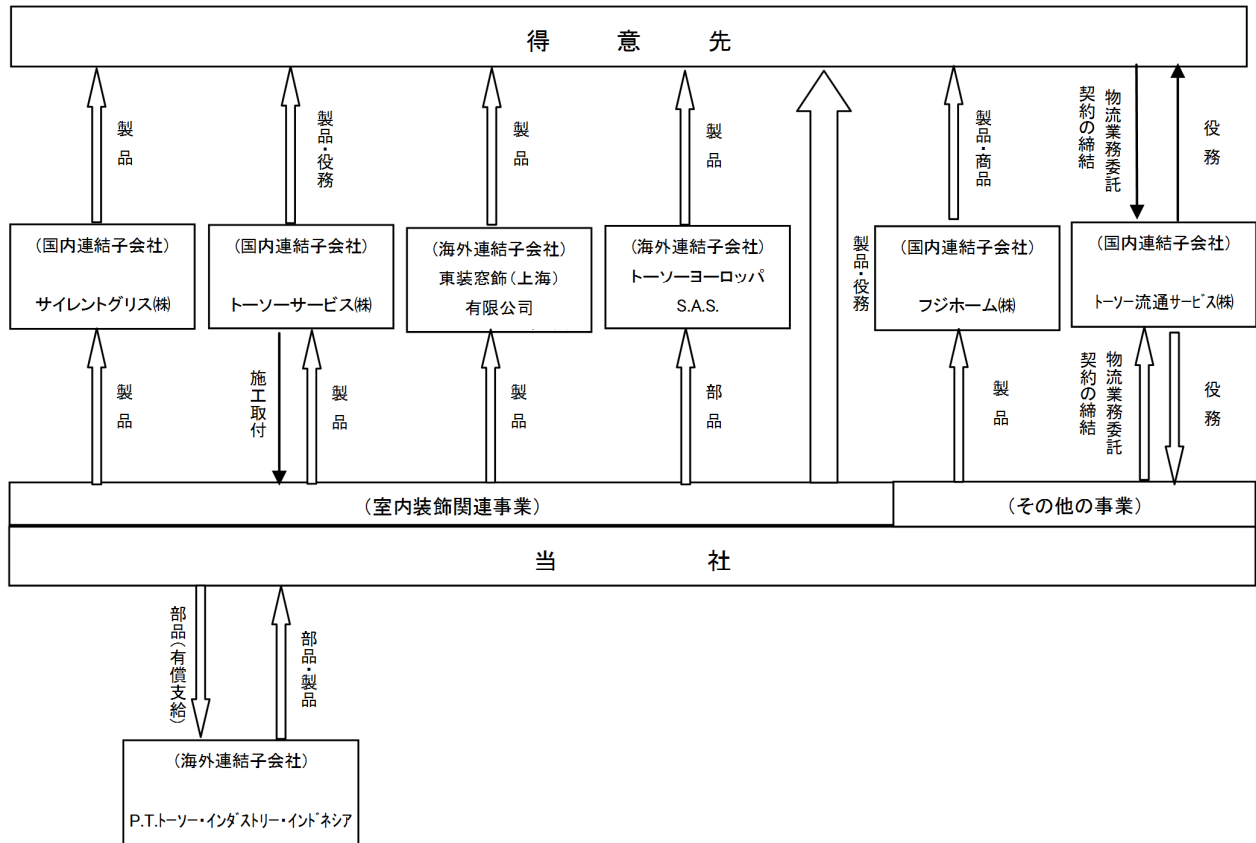 得　意　先
製品
製品・役務
製品
製品
製品・役務
製品・商品
物流業務委託
契約の締結
役務
(国内連結子会社)
サイレントグリス㈱
(国内連結子会社)
トーソーサービス㈱
(海外連結子会社)
東装窓飾(上海)
有限公司
(海外連結子会社)
トーソーヨーロッパ
S.A.S.
(国内連結子会社)
フジホーム㈱
(国内連結子会社)
トーソー流通サービス㈱
製品
施工取付
製品
製品
部品
製品
物流業務委託
契約の締結
役務
(室内装飾関連事業)
(その他の事業)
当　社
部品(有償支給)
部品・製品
(海外連結子会社)
P.T.トーソー・インダストリー・インドネシア